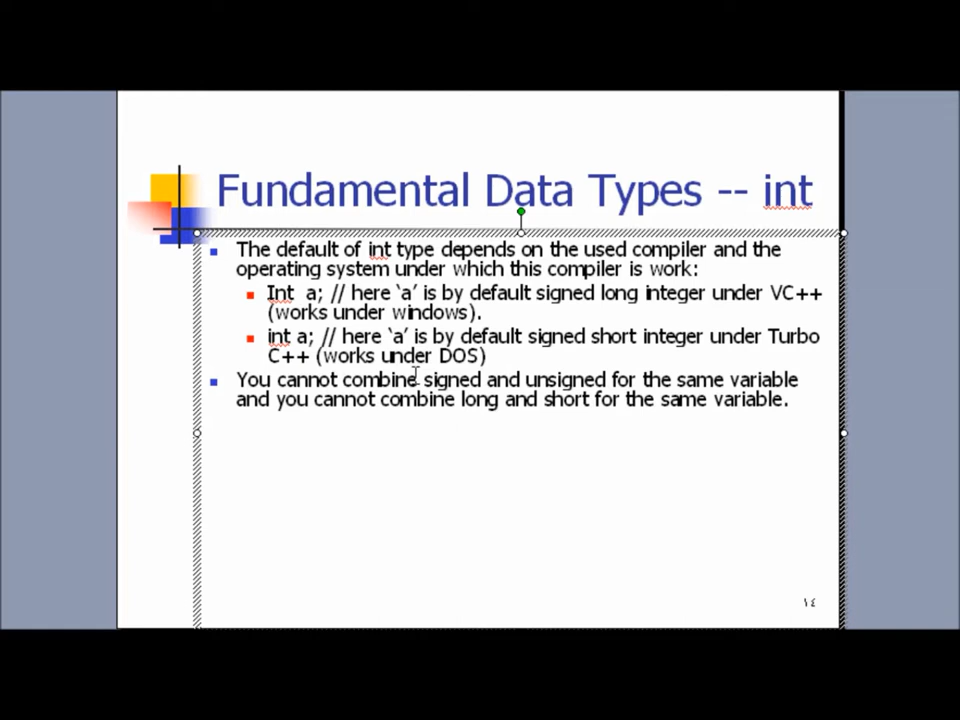 Fundamental Data Types -- int
The default of int type depends on the used compiler and the
operating system under which this compiler is work:
Int a; // here ‘a’ is by default signed long integer under VC++
(works under windows).
int a; // here ‘a’ is by default signed short integer under Turbo
C++ (works under DOS)
You cannot combine signed and unsigned for the same variable
and you cannot combine long and short for the same variable.
١٤